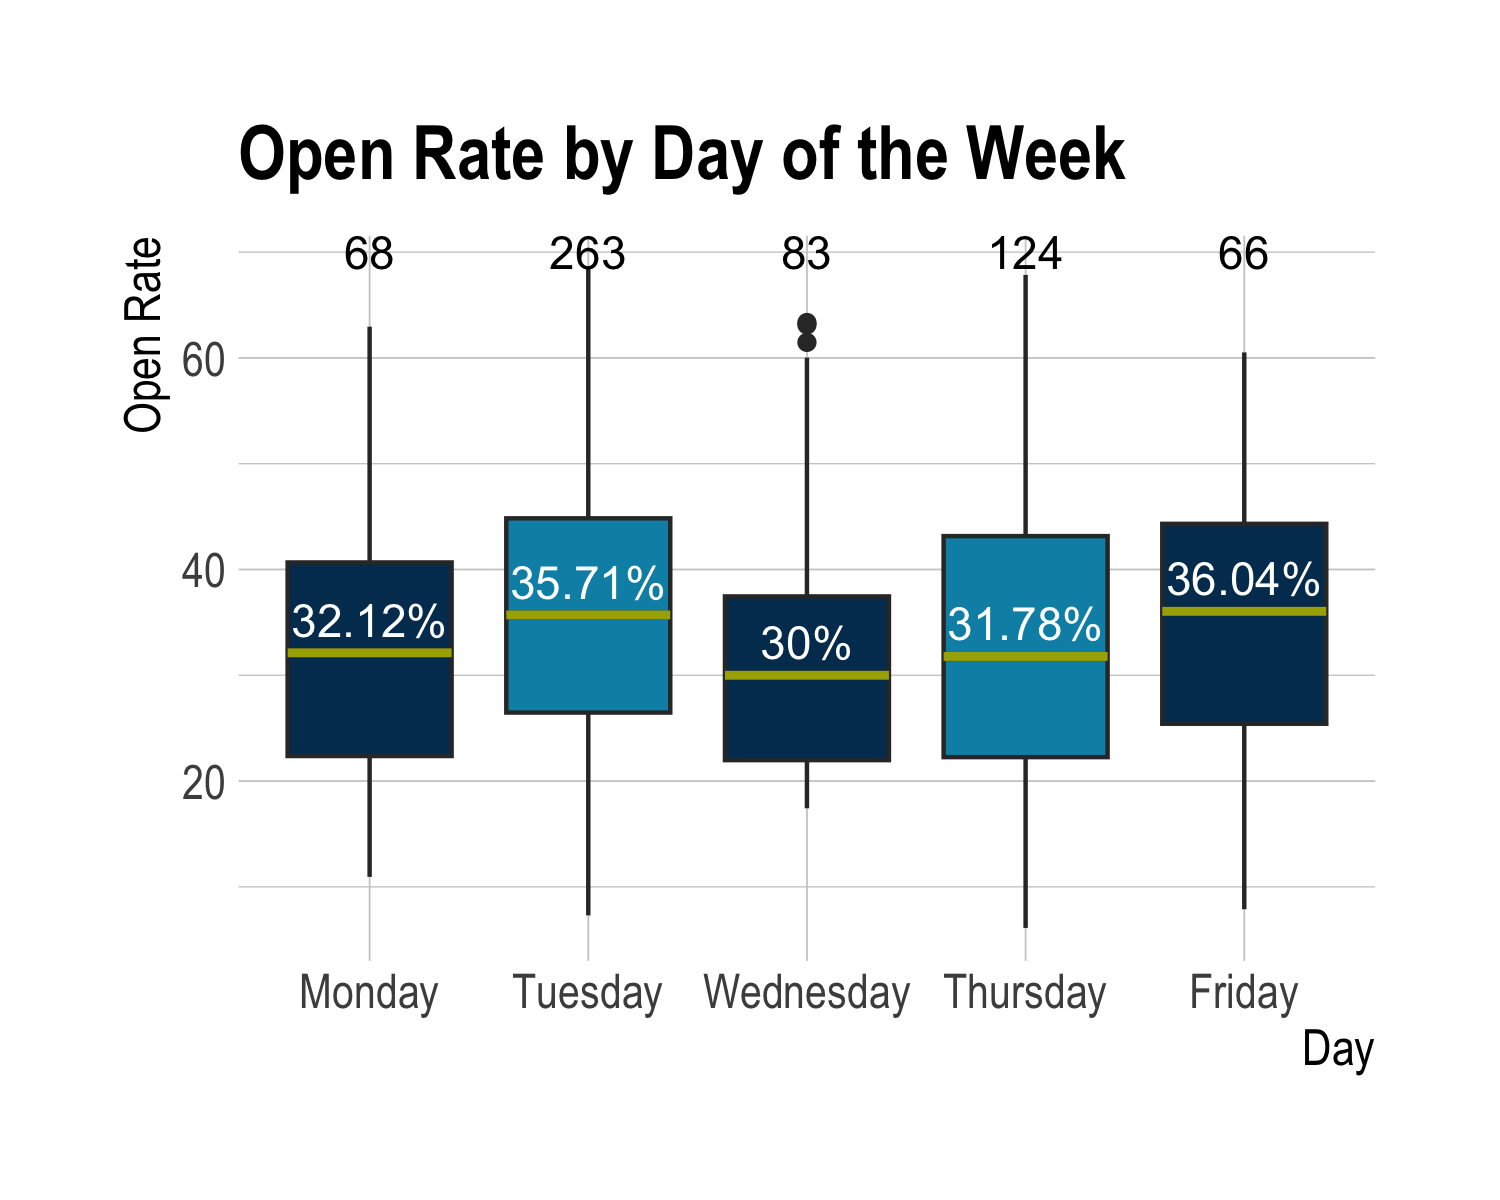 Open Rate by Day of the Week
Open Rate
68 263 83 124 66
60
40
20
32.12% 35.71% 30% 31.78% 36.04%
Monday Tuesday Wednesday Thursday Friday
Day